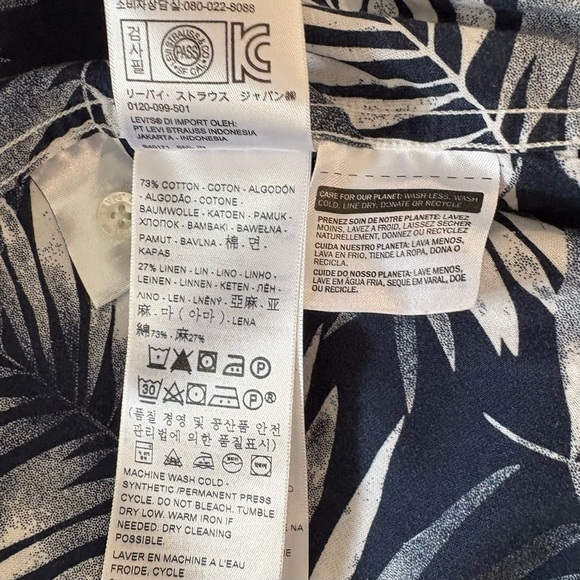 소비자상담실:080-022-8088
검사필
PASS
SF CAL
リーバイ・ストラウス ジャパン㈱
0120-099-501
LEVI'S® DI IMPORT OLEH:
PT LEVI STRAUSS INDONESIA
JAKARTA - INDONESIA
73% COTTON - COTON - ALGODÓN
ALGODÃO - COTONE -
BAUMWOLLE - KATOEN - PAMUK -
ХЛОПОК - BAMBAKI - BAWEŁNA -
PAMUT - BAVLNA - 棉 - 면 -
KAPAS
27% LINEN - LIN - LINO - LINHO -
LEINEN - LINNEN - KETEN - ЛЁН -
ΛΙΝΟ - LEN - LNĚNÝ - 亞麻 - 亚
麻 - 마 ( 아마 ) - LENA
綿73% , 麻27%
30
P
P®
(품질 경영 및 공산품 안전
관리법에 의한 품질표시)
MACHINE WASH COLD -
SYNTHETIC /PERMANENT PRESS
CYCLE. DO NOT BLEACH. TUMBLE
DRY LOW. WARM IRON IF
NEEDED. DRY CLEANING
POSSIBLE.
LAVER EN MACHINE A L'EAU
FROIDE, CYCLE
CARE FOR OUR PLANET: WASH LESS, WASH
COLD, LINE DRY, DONATE OR RECYCLE
PRENEZ SOIN DE NOTRE PLANETE: LAVEZ
MOINS, LAVEZ A FROID, LAISSEZ SÉCHER
NATURELLEMENT, DONNEZ OU RECYCLEZ.
CUIDA NUESTRO PLANETA: LAVA MENOS,
LAVA EN FRIO, TIENDE LA ROPA, DONA O
RECICLA.
CUIDE DO NOSSO PLANETA: LAVE MENOS,
LAVE EM ÁGUA FRIA, SEQUE EM VARAL, DOE
OU RECICLE.